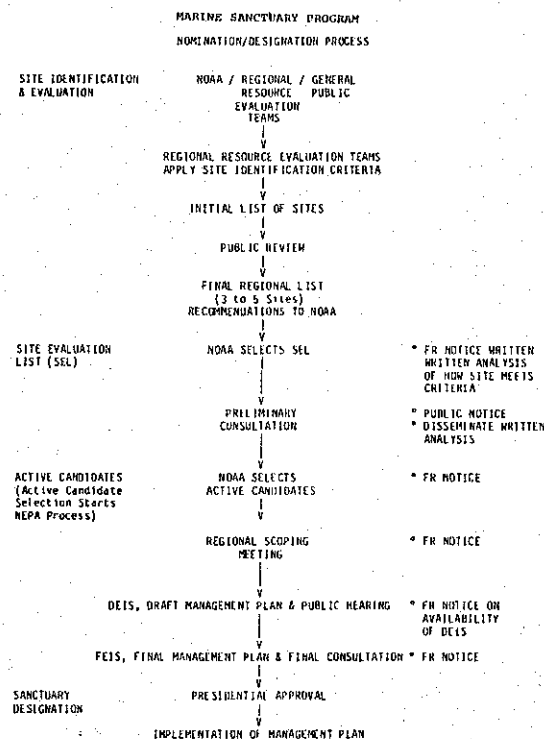 MARINE SANCTUARY PROGRAM
NOMINATION/DESIGNATION PROCESS
SITE IDENTIFICATION
& EVALUATION
NOAA / REGIONAL / GENERAL
RESOURCE PUBLIC
EVALUATION
TEAMS
REGIONAL RESOURCE EVALUATION TEAMS
APPLY SITE IDENTIFICATION CRITERIA
INITIAL LIST OF SITES
PUBLIC REVIEW
FINAL REGIONAL LIST
(3 to 5 Sites)
RECOMMENDATIONS TO NOAA
SITE EVALUATION
LIST (SEL)
NOAA SELECTS SEL
* FR NOTICE WRITTEN
WRITTEN ANALYSIS
OF HOW SITE MEETS
CRITERIA
PRELIMINARY
CONSULTATION
* PUBLIC NOTICE
* DISSEMINATE WRITTEN
ANALYSIS
ACTIVE CANDIDATES
(Active Candidate
Selection Starts
NEPA Process)
NOAA SELECTS
ACTIVE CANDIDATES
* FR NOTICE
REGIONAL SCOPING
MEETING
* FR NOTICE
DEIS, DRAFT MANAGEMENT PLAN & PUBLIC HEARING
* FR NOTICE ON
AVAILABILITY
OF DEIS
FEIS, FINAL MANAGEMENT PLAN & FINAL CONSULTATION * FR NOTICE
SANCTUARY
DESIGNATION
PRESIDENTIAL APPROVAL
IMPLEMENTATION OF MANAGEMENT PLAN